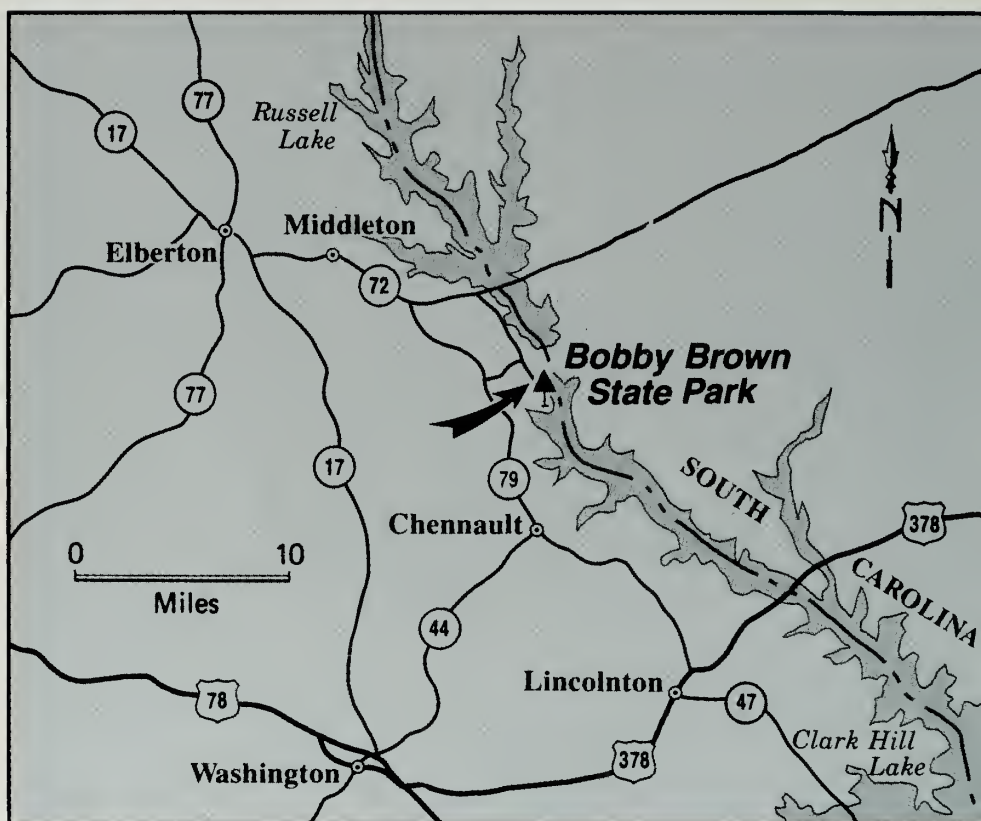 77
17
Russell
Lake
Middleton
Elberton
72
N
Bobby Brown
State Park
77
17
79
SOUTH
CAROLINA
378
Chennault
0 10
Miles
44
Lincolnton
47
78
Clark Hill
Lake
378
Washington